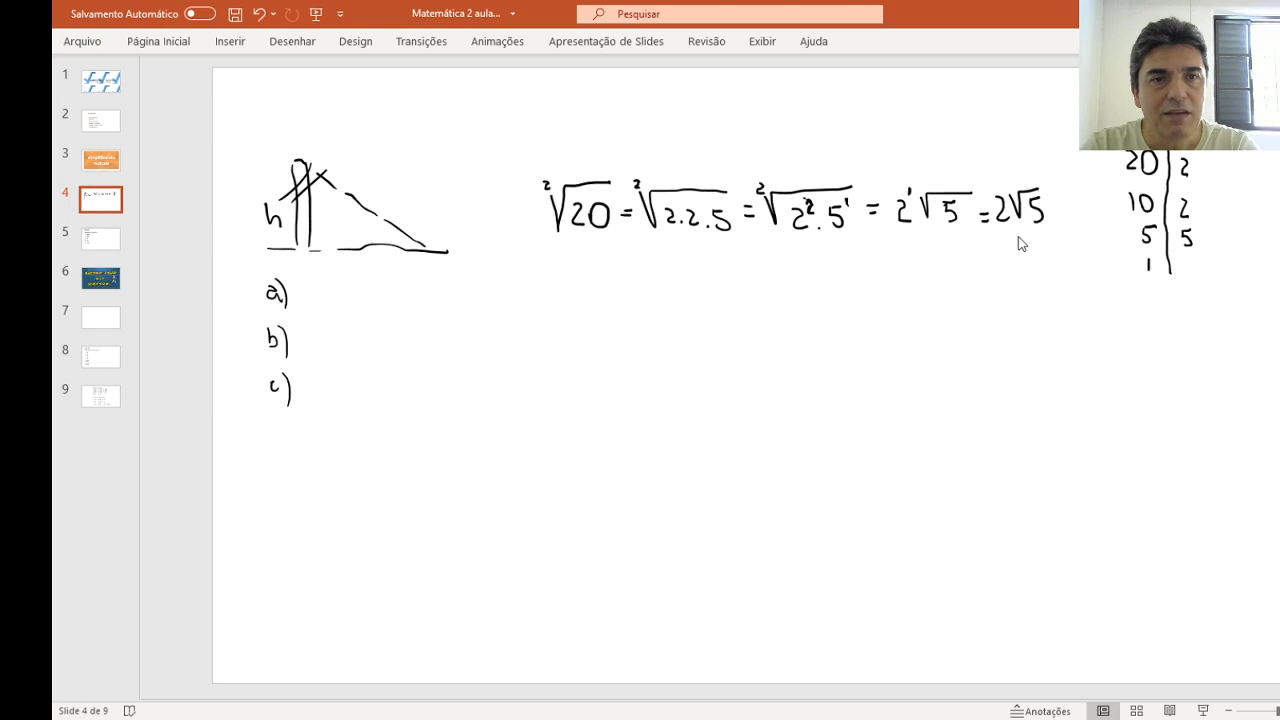 Salvamento Automático
Matemática 2 aula...
Pesquisar
Arquivo Página Inicial Inserir Desenhar Design Transições Animações Apresentação de Slides Revisão Exibir Ajuda
1
2
3
4
5
6
7
8
9
h
²√20 = ²√2.2.5 = ²√2².5¹ = 2¹√5 = 2√5
20 | 2
10 | 2
5 | 5
1 |
a)
b)
c)
Slide 4 de 9
Anotações